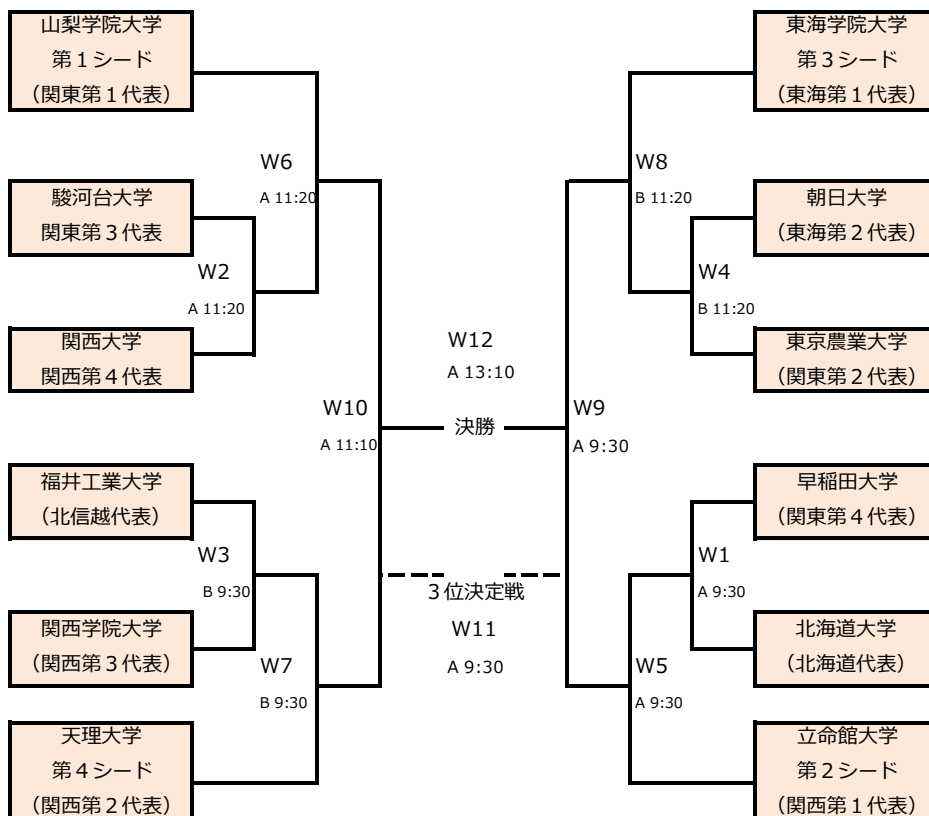 山梨学院大学
第１シード
（関東第１代表）
W6
A 11:20
駿河台大学
関東第３代表
W2
A 11:20
関西大学
関西第４代表
W10
A 11:10
福井工業大学
（北信越代表）
W3
B 9:30
関西学院大学
（関西第３代表）
W7
B 9:30
天理大学
第４シード
（関西第２代表）
W12
A 13:10
決勝
３位決定戦
W11
A 9:30
東海学院大学
第３シード
（東海第１代表）
W8
B 11:20
朝日大学
（東海第２代表）
W4
B 11:20
東京農業大学
（関東第２代表）
W9
A 9:30
早稲田大学
（関東第４代表）
W1
A 9:30
北海道大学
（北海道代表）
W5
A 9:30
立命館大学
第２シード
（関西第１代表）